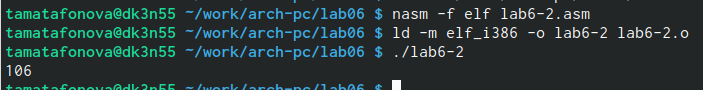 tamatafonova@dk3n55 ~/work/arch-pc/lab06 $ nasm -f elf lab6-2.asm
tamatafonova@dk3n55 ~/work/arch-pc/lab06 $ ld -m elf_i386 -o lab6-2 lab6-2.o
tamatafonova@dk3n55 ~/work/arch-pc/lab06 $ ./lab6-2
106
tamatafonova@dk3n55 ~/work/arch-pc/lab06 $